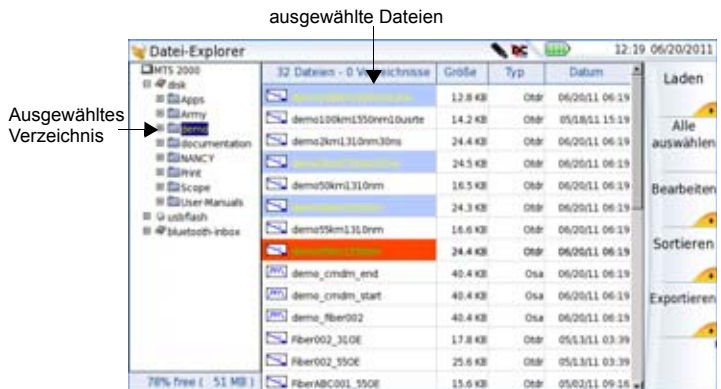 ausgewählte Dateien
Datei-Explorer
12:19 06/20/2011
MTS 2000
disk
Apps
Army
demo
documentation
NANCY
Print
Scope
User-Manuals
usbflash
bluetooth-inbox
78% free ( 51 MB )
Ausgewähltes
Verzeichnis
32 Dateien - 0 Verzeichnisse Größe Typ Datum
12.8 KB Otdr 06/20/11 06:19
demo100km1550nm10usrte 14.2 KB Otdr 05/18/11 15:19
demo2km1310nm30ns 24.4 KB Otdr 06/20/11 06:19
24.5 KB Otdr 06/20/11 06:19
demo50km1310nm 16.5 KB Otdr 06/20/11 06:19
24.3 KB Otdr 06/20/11 06:19
demo55km1310nm 16.6 KB Otdr 06/20/11 06:19
24.4 KB Otdr 06/20/11 06:19
demo_cmdm_end 40.4 KB Osa 06/20/11 06:19
demo_cmdm_start 40.4 KB Osa 06/20/11 06:19
demo_fiber002 40.4 KB Osa 06/20/11 06:19
Fiber002_31OE 17.8 KB Otdr 05/13/11 03:39
Fiber002_55OE 25.6 KB Otdr 05/13/11 03:39
FiberABC001_55OE 15.6 KB Otdr 05/02/11 09:14
Laden
Alle
auswählen
Bearbeiten
Sortieren
Exportieren